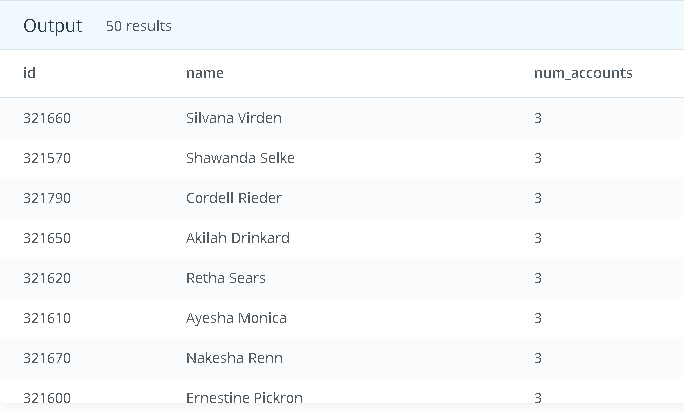 Output 50 results
id name num_accounts
321660 Silvana Virden 3
321570 Shawanda Selke 3
321790 Cordell Rieder 3
321650 Akilah Drinkard 3
321620 Retha Sears 3
321610 Ayesha Monica 3
321670 Nakesha Renn 3
321600 Ernestine Pickron 3